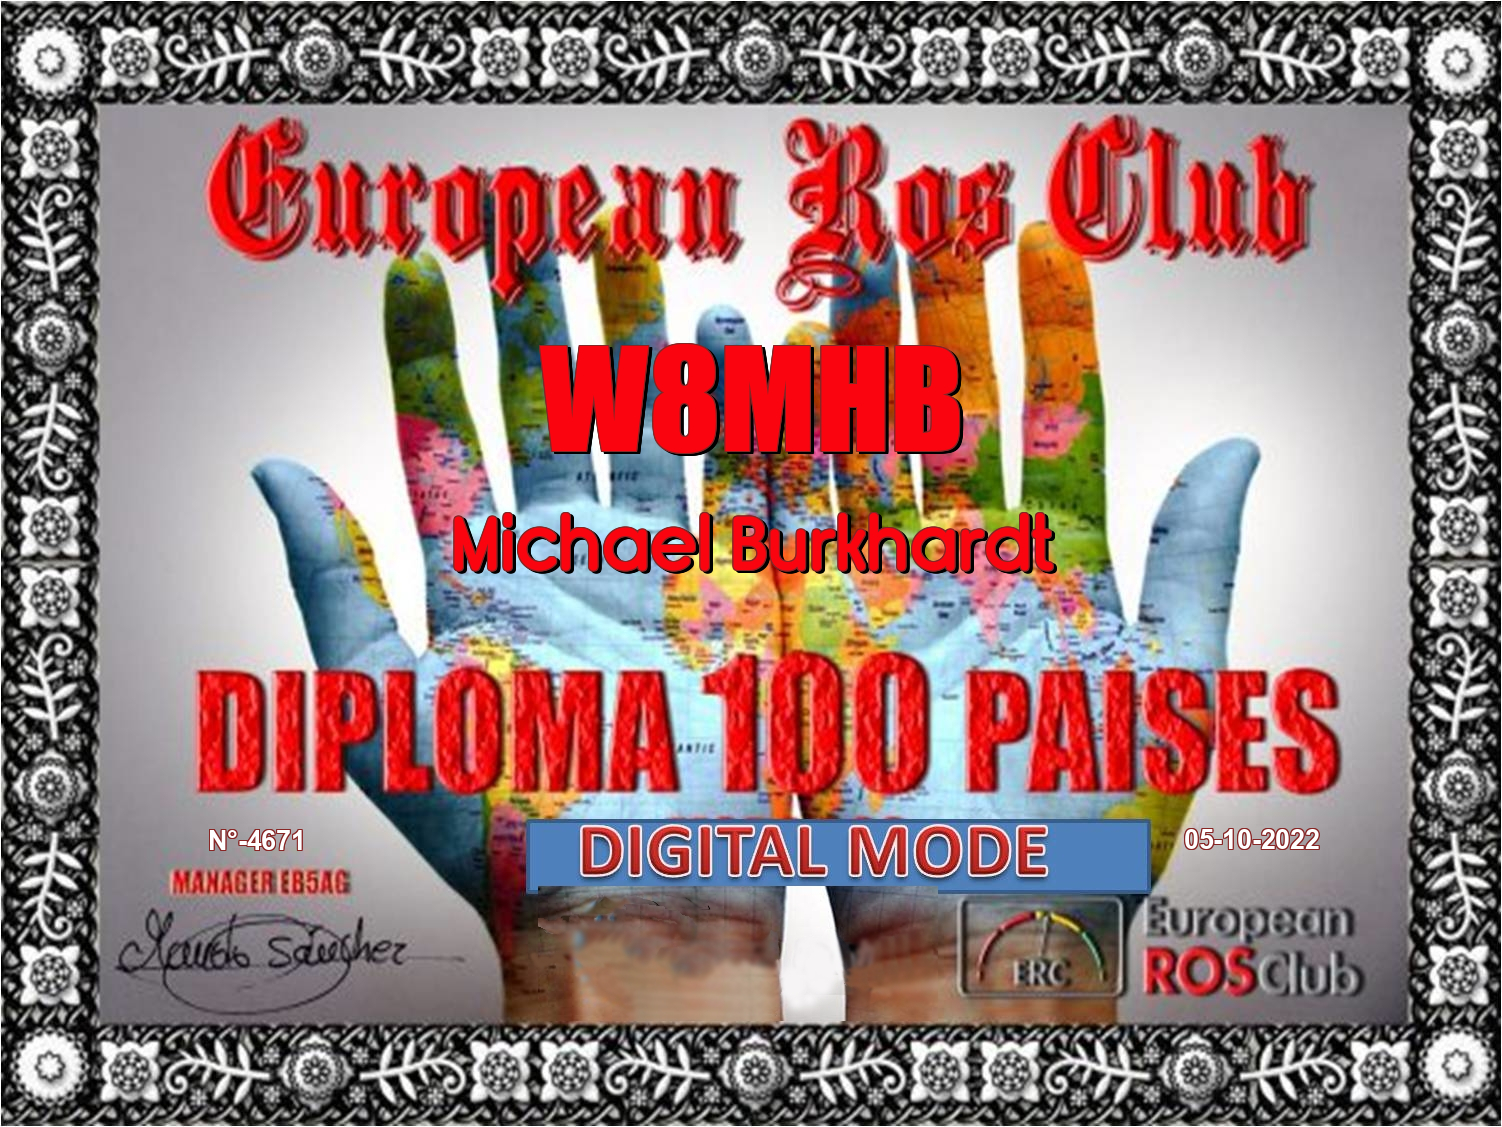 European Ros Club
W8MHB
Michael Burkhardt
DIPLOMA 100 PAISES
DIGITAL MODE
N°-4671
05-10-2022
MANAGER EB5AG
ERC
European
ROSClub